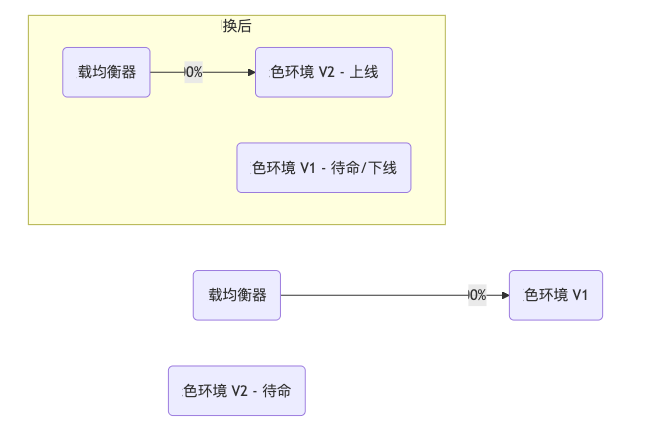 换后
载均衡器
0%
色环境 V2 - 上线
色环境 V1 - 待命/下线
载均衡器
0%
色环境 V1
色环境 V2 - 待命